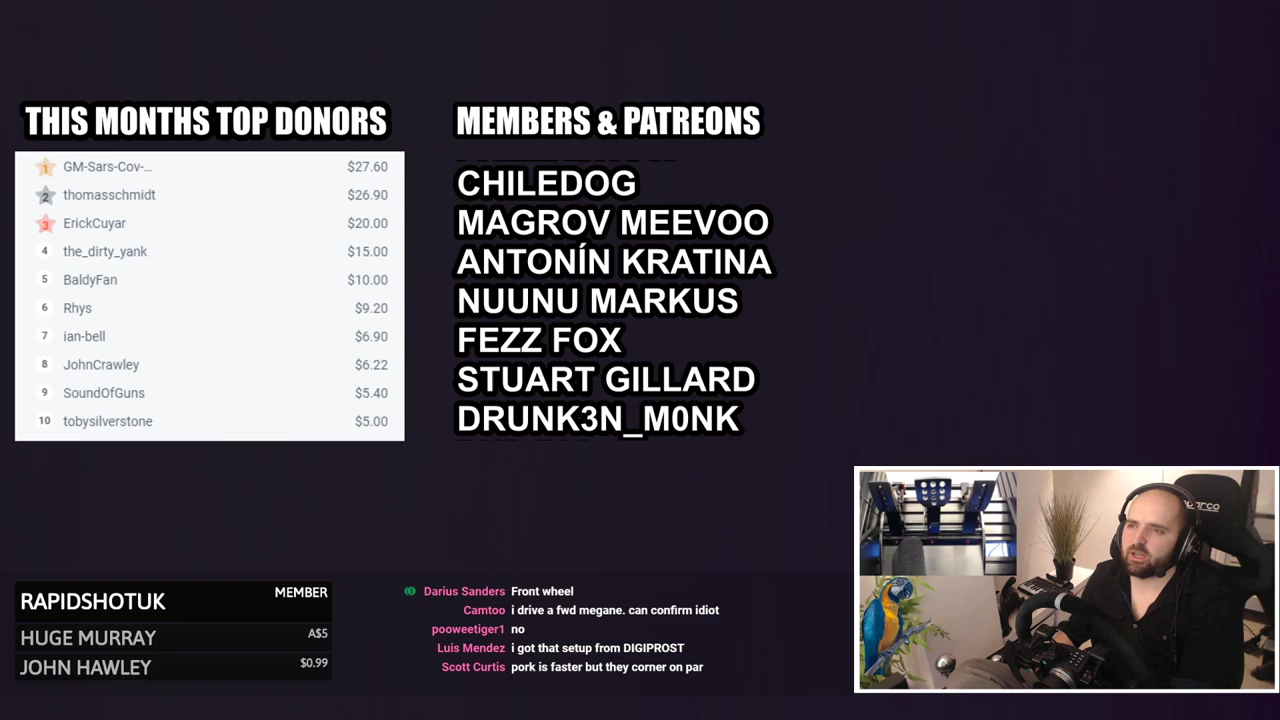 THIS MONTHS TOP DONORS
1 GM-Sars-Cov-... $27.60
2 thomasschmidt $26.90
3 ErickCuyar $20.00
4 the_dirty_yank $15.00
5 BaldyFan $10.00
6 Rhys $9.20
7 ian-bell $6.90
8 JohnCrawley $6.22
9 SoundOfGuns $5.40
10 tobysilverstone $5.00
MEMBERS & PATREONS
CHILEDOG
MAGROV MEEVOO
ANTONÍN KRATINA
NUUNU MARKUS
FEZZ FOX
STUART GILLARD
DRUNK3N_M0NK
RAPIDSHOTUK MEMBER
HUGE MURRAY A$5
JOHN HAWLEY $0.99
Darius Sanders Front wheel
Camtoo i drive a fwd megane. can confirm idiot
pooweetiger1 no
Luis Mendez i got that setup from DIGIPROST
Scott Curtis pork is faster but they corner on par